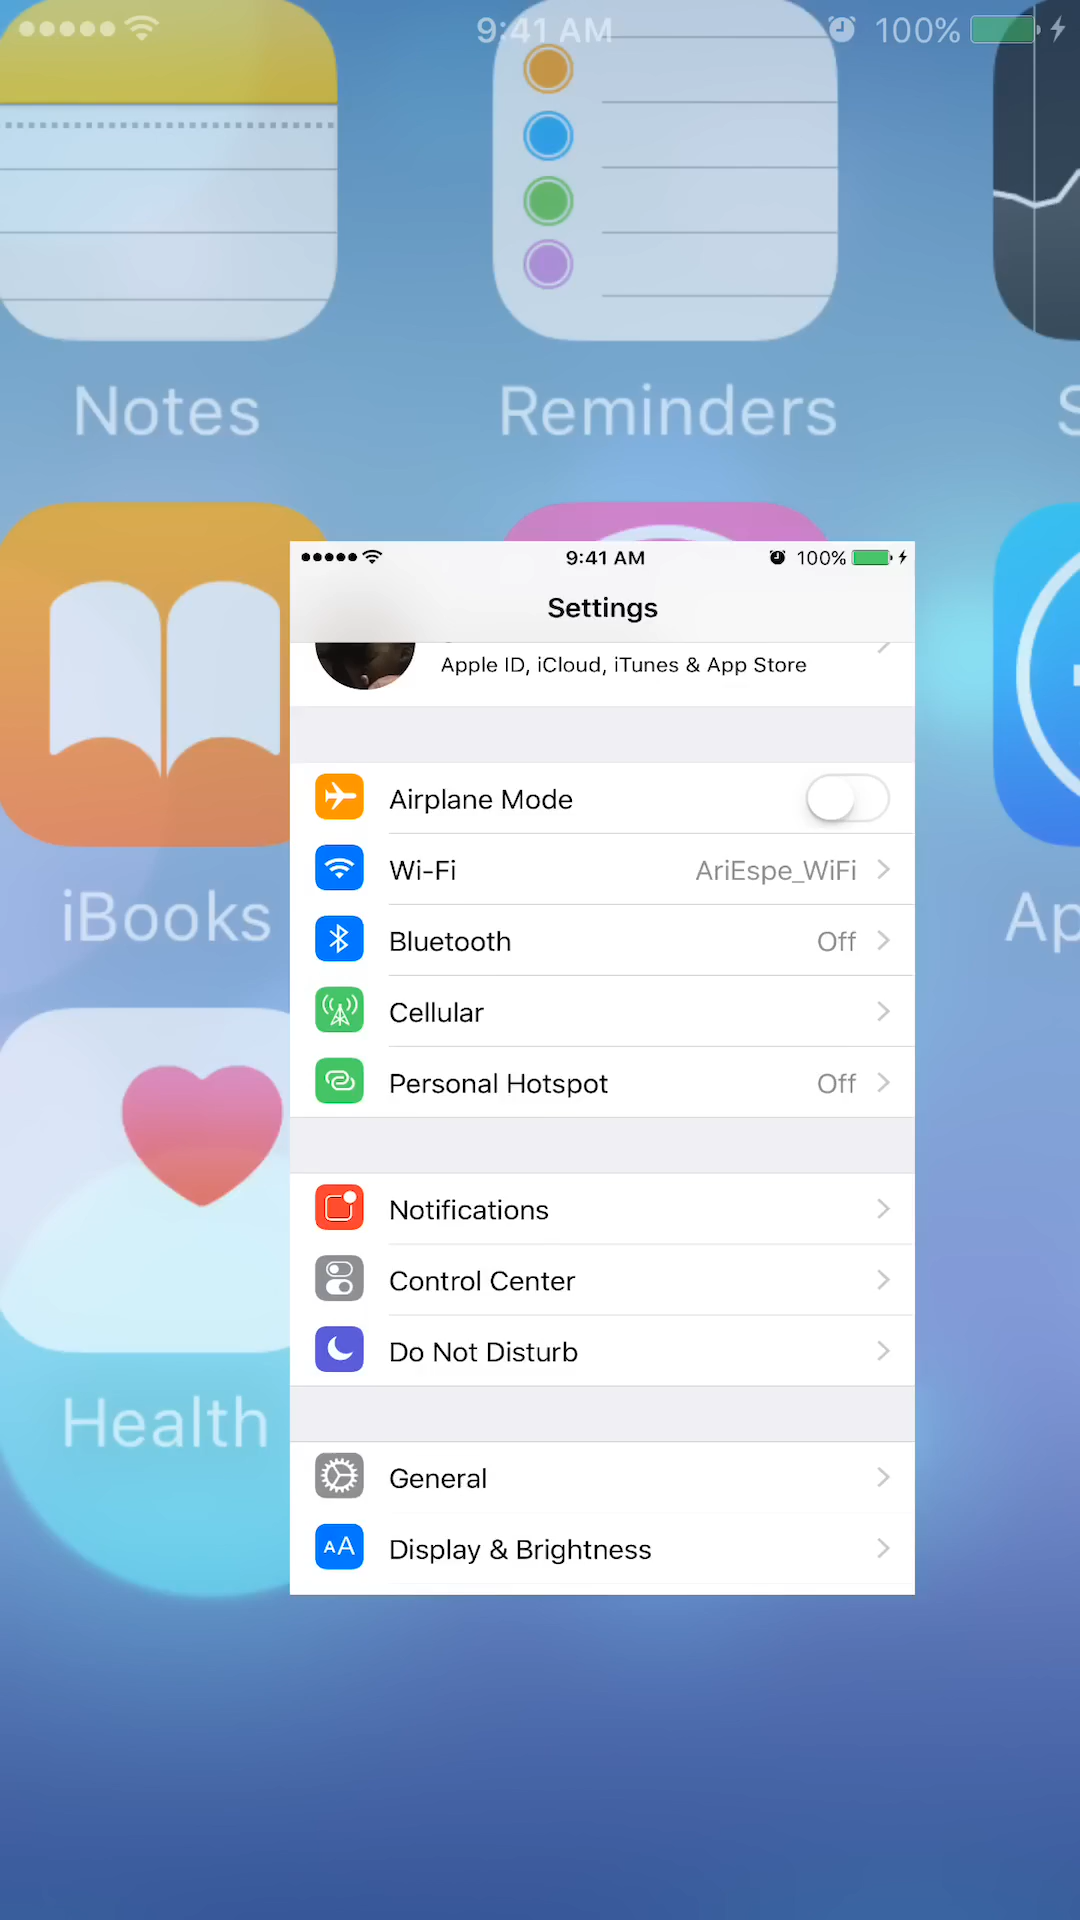 9:41 AM
100%
Notes
Reminders
iBooks
Health
9:41 AM
100%
Settings
Apple ID, iCloud, iTunes & App Store
Airplane Mode
Wi-Fi AriEspe_WiFi
Bluetooth Off
Cellular
Personal Hotspot Off
Notifications
Control Center
Do Not Disturb
General
AA Display & Brightness